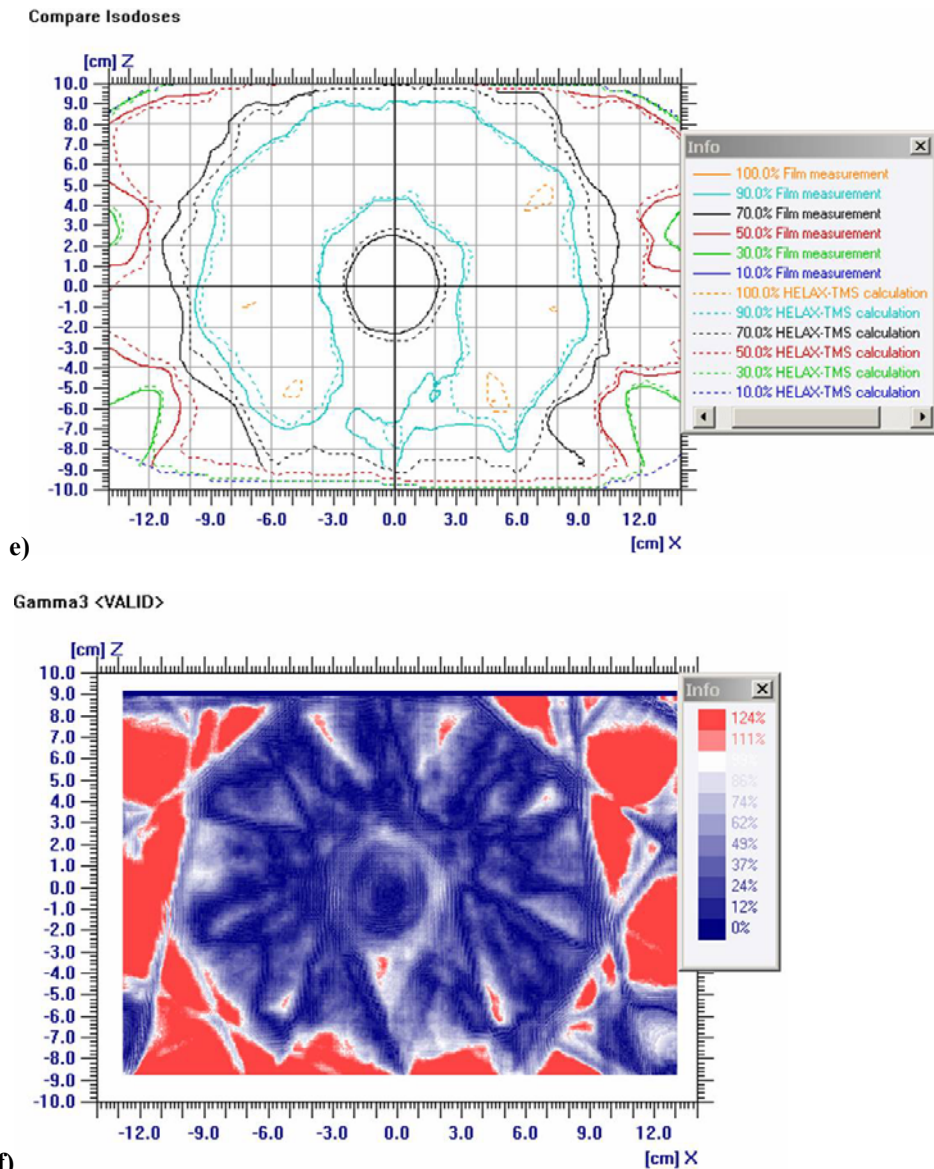 Compare Isodoses
[cm] Z
10.0
9.0
8.0
7.0
6.0
5.0
4.0
3.0
2.0
1.0
0.0
-1.0
-2.0
-3.0
-4.0
-5.0
-6.0
-7.0
-8.0
-9.0
-10.0
-12.0 -9.0 -6.0 -3.0 0.0 3.0 6.0 9.0 12.0
[cm] X
Info
100.0% Film measurement
90.0% Film measurement
70.0% Film measurement
50.0% Film measurement
30.0% Film measurement
10.0% Film measurement
100.0% HELAX-TMS calculation
90.0% HELAX-TMS calculation
70.0% HELAX-TMS calculation
50.0% HELAX-TMS calculation
30.0% HELAX-TMS calculation
10.0% HELAX-TMS calculation
e)
Gamma3 <VALID>
[cm] Z
10.0
9.0
8.0
7.0
6.0
5.0
4.0
3.0
2.0
1.0
0.0
-1.0
-2.0
-3.0
-4.0
-5.0
-6.0
-7.0
-8.0
-9.0
-10.0
-12.0 -9.0 -6.0 -3.0 0.0 3.0 6.0 9.0 12.0
[cm] X
Info
124%
111%
86%
74%
62%
49%
37%
24%
12%
0%
f)